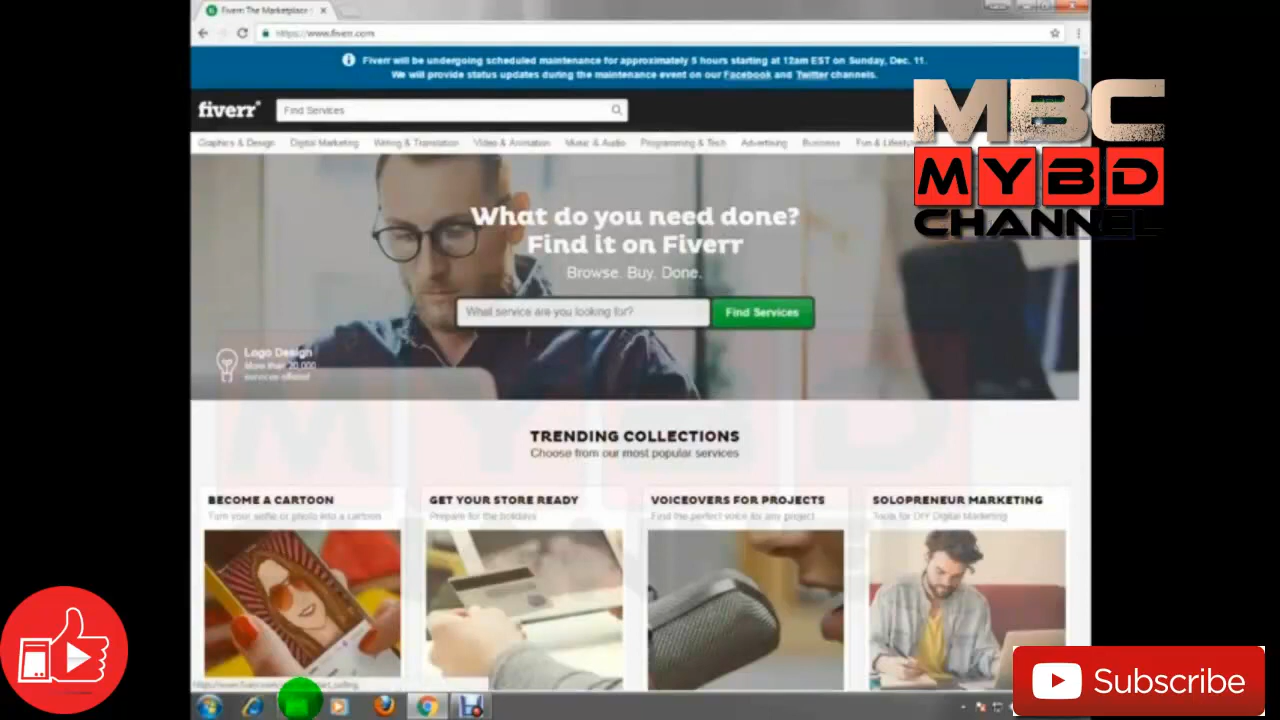 Fiverr: The Marketplace
https://www.fiverr.com
Fiverr will be undergoing scheduled maintenance for approximately 5 hours starting at 12am EST on Sunday, Dec. 11.
We will provide status updates during the maintenance event on our Facebook and Twitter channels.
fiverr
Find Services
MBC
MYBD
CHANNEL
Graphics & Design Digital Marketing Writing & Translation Video & Animation Music & Audio Programming & Tech Advertising Business Fun & Lifestyle
What do you need done?
Find it on Fiverr
Browse. Buy. Done.
What service are you looking for?
Find Services
Logo Design
More than 20,000
services offered
TRENDING COLLECTIONS
Choose from our most popular services
BECOME A CARTOON
Turn your selfie or photo into a cartoon
GET YOUR STORE READY
Prepare for the holidays
VOICEOVERS FOR PROJECTS
Find the perfect voice for any project
SOLOPRENEUR MARKETING
Tools for DIY Digital Marketing
Subscribe